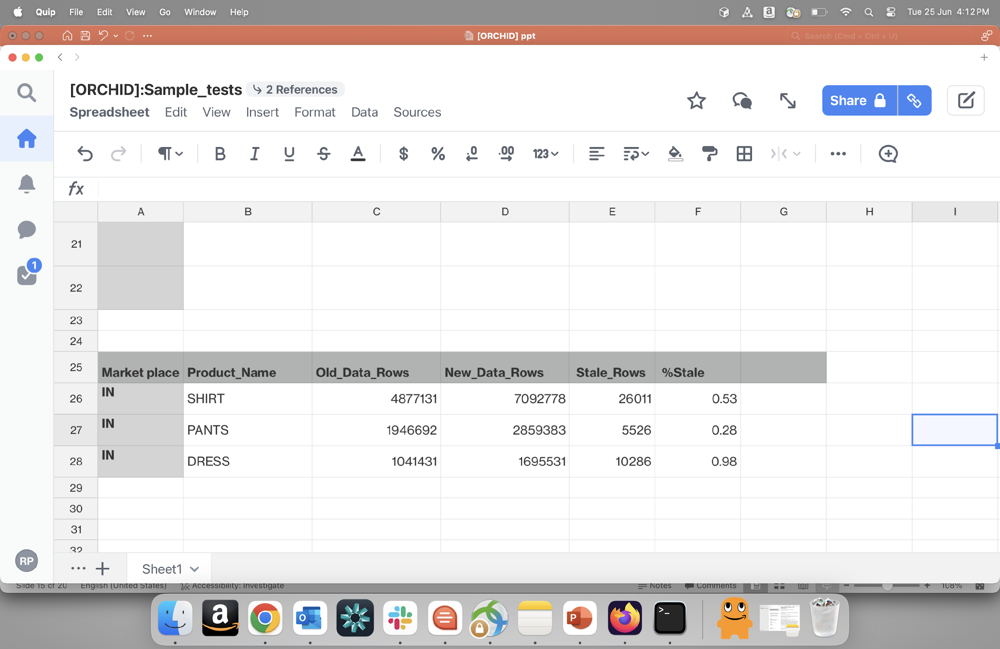 Quip File Edit View Go Window Help Tue 25 Jun 4:12 PM
[ORCHID] ppt Search (Cmd + Ctrl + U)
[ORCHID]:Sample_tests 2 References
Spreadsheet Edit View Insert Format Data Sources
Share
B I U S A $ % .0 .00 123
fx
A B C D E F G H I
21
22
23
24
25 Market place Product_Name Old_Data_Rows New_Data_Rows Stale_Rows %Stale
26 IN SHIRT 4877131 7092778 26011 0.53
27 IN PANTS 1946692 2859383 5526 0.28
28 IN DRESS 1041431 1695531 10286 0.98
29
30
31
32
1
RP
Sheet1
Slide 15 of 20 English (United States) Accessibility: Investigate Notes Comments 108%